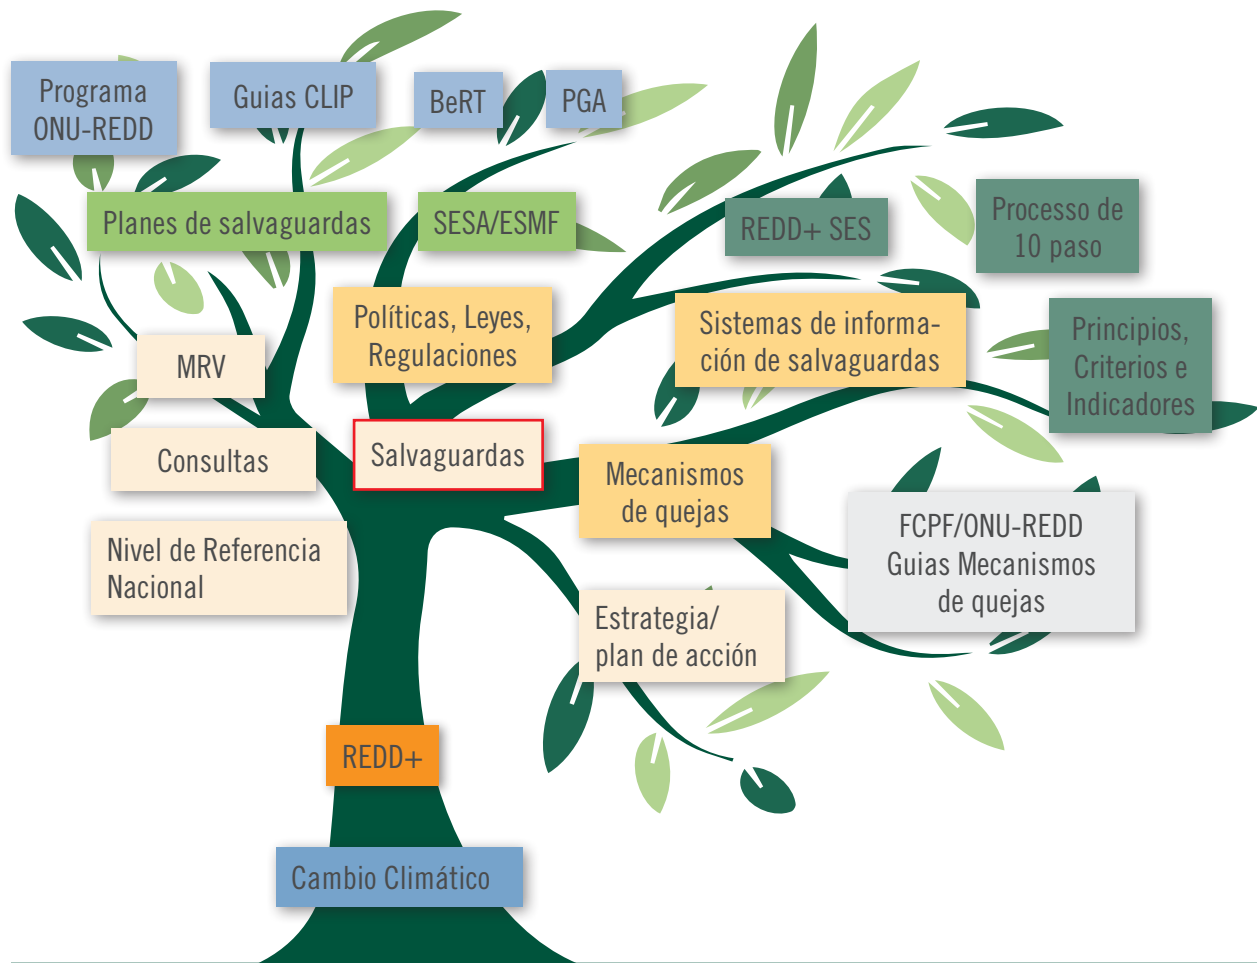 Programa
ONU-REDD
Guias CLIP
BeRT
PGA
Planes de salvaguardas
SESA/ESMF
REDD+ SES
Processo de
10 paso
Políticas, Leyes,
Regulaciones
Sistemas de informa-
ción de salvaguardas
Principios,
Criterios e
Indicadores
MRV
Consultas
Salvaguardas
Mecanismos
de quejas
Nivel de Referencia
Nacional
FCPF/ONU-REDD
Guias Mecanismos
de quejas
Estrategia/
plan de acción
REDD+
Cambio Climático